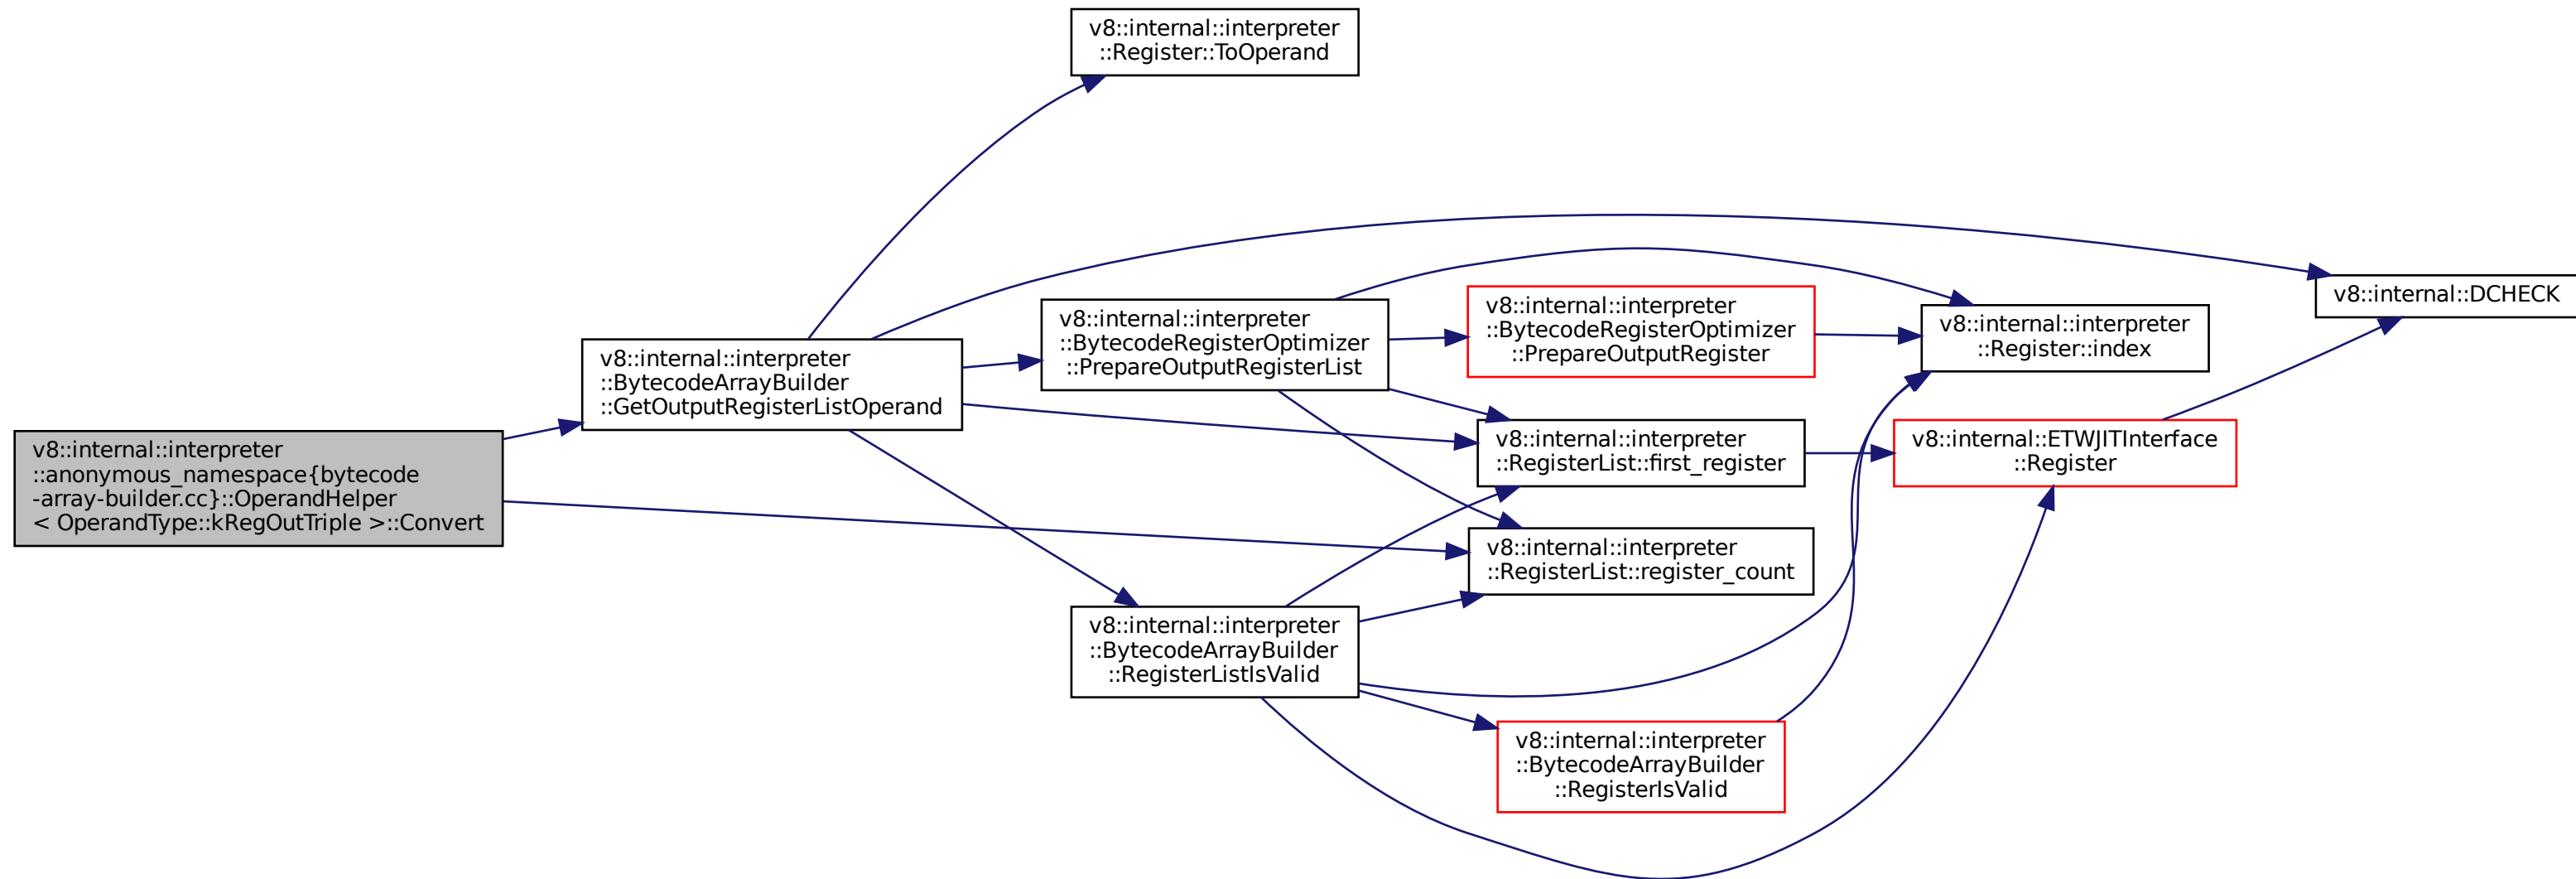 v8::internal::interpreter
::Register::ToOperand
v8::internal::DCHECK
v8::internal::interpreter
::BytecodeRegisterOptimizer
::PrepareOutputRegister
v8::internal::interpreter
::Register::index
v8::internal::interpreter
::BytecodeRegisterOptimizer
::PrepareOutputRegisterList
v8::internal::interpreter
::BytecodeArrayBuilder
::GetOutputRegisterListOperand
v8::internal::interpreter
::RegisterList::first_register
v8::internal::ETWJITInterface
::Register
v8::internal::interpreter
::anonymous_namespace{bytecode
-array-builder.cc}::OperandHelper
< OperandType::kRegOutTriple >::Convert
v8::internal::interpreter
::RegisterList::register_count
v8::internal::interpreter
::BytecodeArrayBuilder
::RegisterListIsValid
v8::internal::interpreter
::BytecodeArrayBuilder
::RegisterIsValid